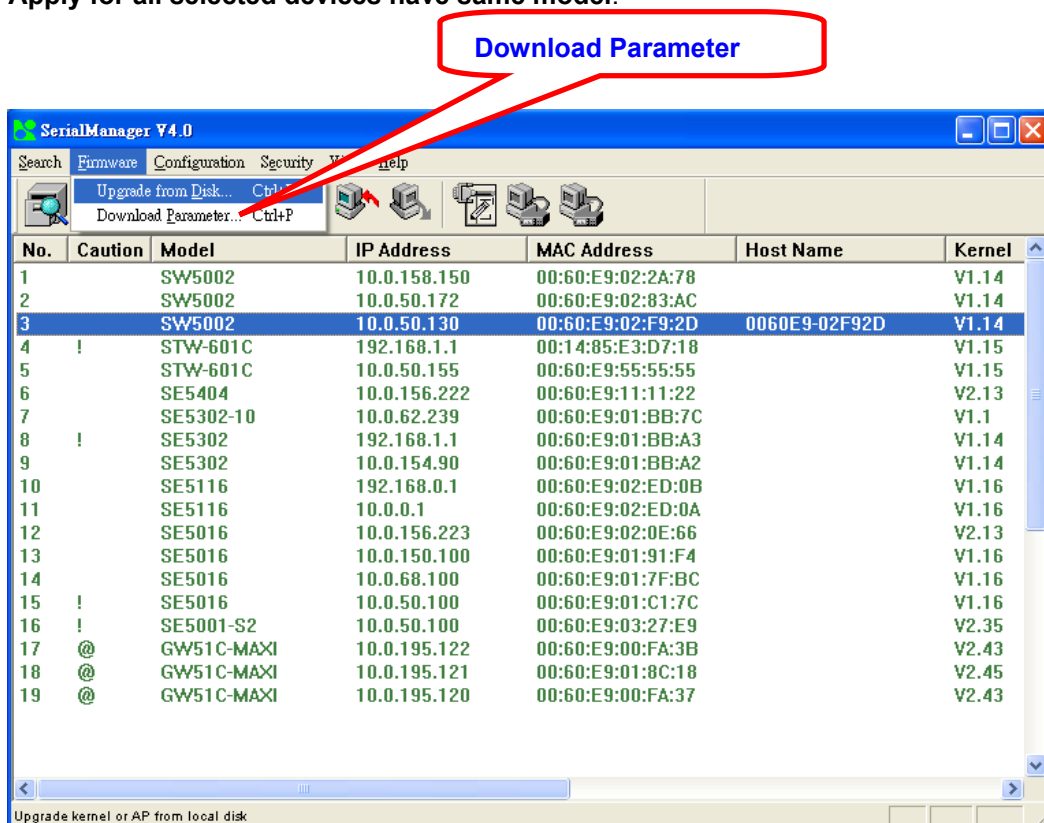 Apply for all selected devices have same model.
Download Parameter
SerialManager V4.0
Search Firmware Configuration Security Help
Upgrade from Disk...
Download Parameter... Ctrl+P
No. Caution Model IP Address MAC Address Host Name Kernel
1 SW5002 10.0.158.150 00:60:E9:02:2A:78 V1.14
2 SW5002 10.0.50.172 00:60:E9:02:83:AC V1.14
3 SW5002 10.0.50.130 00:60:E9:02:F9:2D 0060E9-02F92D V1.14
4 ! STW-601C 192.168.1.1 00:14:85:E3:D7:18 V1.15
5 STW-601C 10.0.50.155 00:60:E9:55:55:55 V1.15
6 SE5404 10.0.156.222 00:60:E9:11:11:22 V2.13
7 SE5302-10 10.0.62.239 00:60:E9:01:BB:7C V1.1
8 ! SE5302 192.168.1.1 00:60:E9:01:BB:A3 V1.14
9 SE5302 10.0.154.90 00:60:E9:01:BB:A2 V1.14
10 SE5116 192.168.0.1 00:60:E9:02:ED:0B V1.16
11 SE5116 10.0.0.1 00:60:E9:02:ED:0A V1.16
12 SE5016 10.0.156.223 00:60:E9:02:0E:66 V2.13
13 SE5016 10.0.150.100 00:60:E9:01:91:F4 V1.16
14 SE5016 10.0.68.100 00:60:E9:01:7F:BC V1.16
15 ! SE5016 10.0.50.100 00:60:E9:01:C1:7C V1.16
16 ! SE5001-S2 10.0.50.100 00:60:E9:03:27:E9 V2.35
17 @ GW51C-MAXI 10.0.195.122 00:60:E9:00:FA:3B V2.43
18 @ GW51C-MAXI 10.0.195.121 00:60:E9:01:8C:18 V2.45
19 @ GW51C-MAXI 10.0.195.120 00:60:E9:00:FA:37 V2.43
Upgrade kernel or AP from local disk